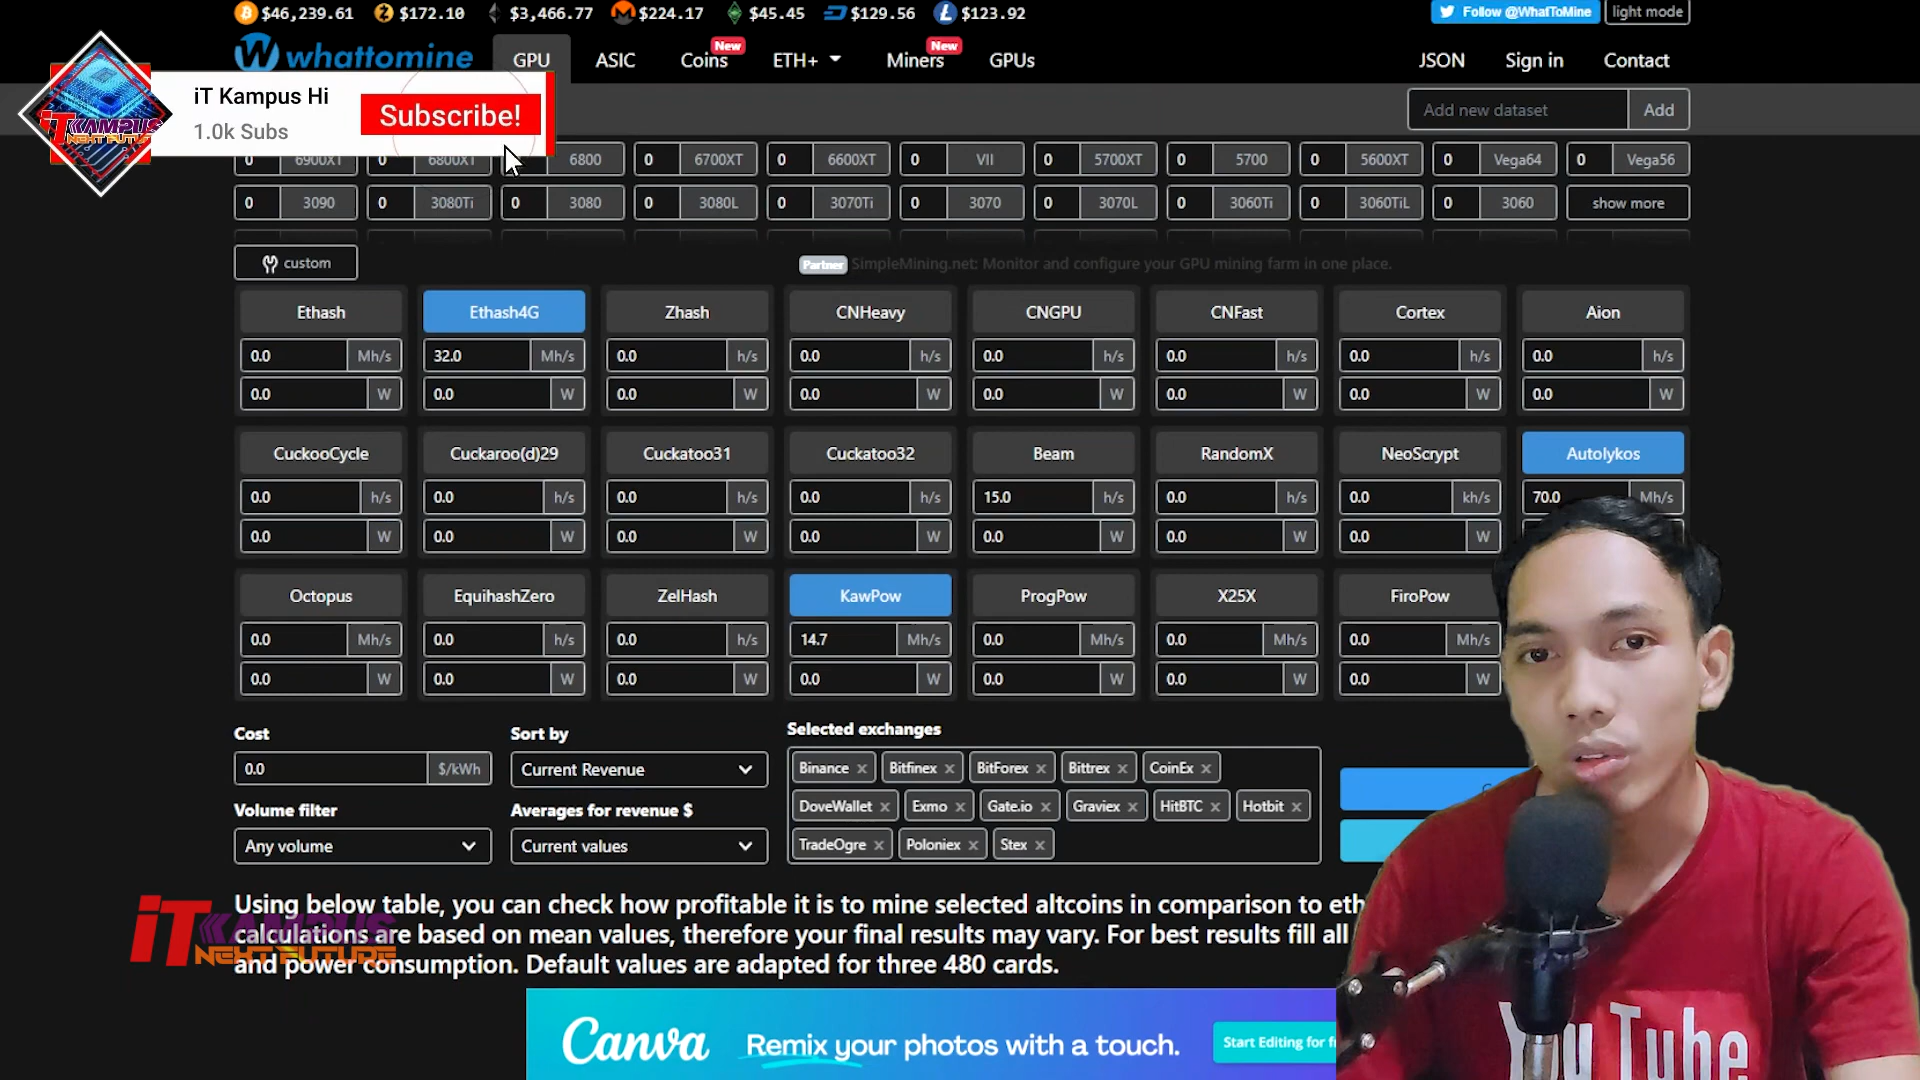 $46,239.61 $172.10 $3,466.77 $224.17 $45.45 $129.56 $123.92 Follow @WhatToMine light mode
whattomine GPU ASIC Coins New ETH+ Miners New GPUs JSON Sign in Contact
iT Kampus Hi
1.0k Subs
Subscribe!
iT KAMPUS
NEXT FUTURE
Add new dataset Add
0 6900XT 0 6800XT 6800 0 6700XT 0 6600XT 0 VII 0 5700XT 0 5700 0 5600XT 0 Vega64 0 Vega56
0 3090 0 3080Ti 0 3080 0 3080L 0 3070Ti 0 3070 0 3070L 0 3060Ti 0 3060TiL 0 3060 show more
custom
Partner SimpleMining.net: Monitor and configure your GPU mining farm in one place.
Ethash Ethash4G Zhash CNHeavy CNGPU CNFast Cortex Aion
0.0 Mh/s 32.0 Mh/s 0.0 h/s 0.0 h/s 0.0 h/s 0.0 h/s 0.0 h/s 0.0 h/s
0.0 W 0.0 W 0.0 W 0.0 W 0.0 W 0.0 W 0.0 W 0.0 W
CuckooCycle Cuckaroo(d)29 Cuckatoo31 Cuckatoo32 Beam RandomX NeoScrypt Autolykos
0.0 h/s 0.0 h/s 0.0 h/s 0.0 h/s 15.0 h/s 0.0 h/s 0.0 kh/s 70.0 Mh/s
0.0 W 0.0 W 0.0 W 0.0 W 0.0 W 0.0 W 0.0 W
Octopus EquihashZero ZelHash KawPow ProgPow X25X FiroPow
0.0 Mh/s 0.0 h/s 0.0 h/s 14.7 Mh/s 0.0 Mh/s 0.0 Mh/s 0.0 Mh/s
0.0 W 0.0 W 0.0 W 0.0 W 0.0 W 0.0 W 0.0 W
Cost
0.0 $/kWh
Sort by
Current Revenue
Volume filter
Any volume
Averages for revenue $
Current values
Selected exchanges
Binance × Bitfinex × BitForex × Bittrex × CoinEx ×
DoveWallet × Exmo × Gate.io × Graviex × HitBTC × Hotbit ×
TradeOgre × Poloniex × Stex ×
Using below table, you can check how profitable it is to mine selected altcoins in comparison to eth
calculations are based on mean values, therefore your final results may vary. For best results fill all
and power consumption. Default values are adapted for three 480 cards.
iT KAMPUS
NEXT FUTURE
Canva Remix your photos with a touch. Start Editing for fr
YouTube